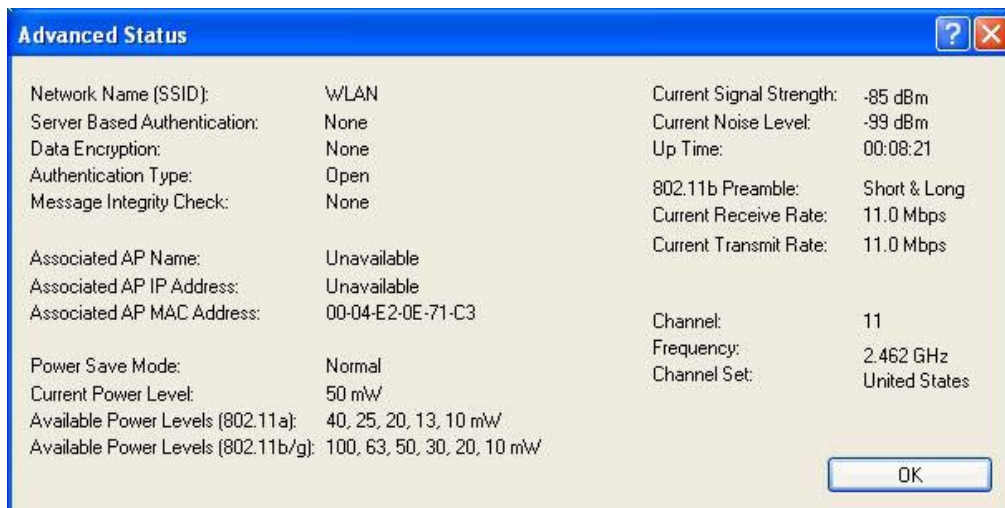 Advanced Status
Network Name (SSID): WLAN
Server Based Authentication: None
Data Encryption: None
Authentication Type: Open
Message Integrity Check: None
Associated AP Name: Unavailable
Associated AP IP Address: Unavailable
Associated AP MAC Address: 00-04-E2-0E-71-C3
Power Save Mode: Normal
Current Power Level: 50 mW
Available Power Levels (802.11a): 40, 25, 20, 13, 10 mW
Available Power Levels (802.11b/g): 100, 63, 50, 30, 20, 10 mW
Current Signal Strength: -85 dBm
Current Noise Level: -99 dBm
Up Time: 00:08:21
802.11b Preamble: Short & Long
Current Receive Rate: 11.0 Mbps
Current Transmit Rate: 11.0 Mbps
Channel: 11
Frequency: 2.462 GHz
Channel Set: United States
OK